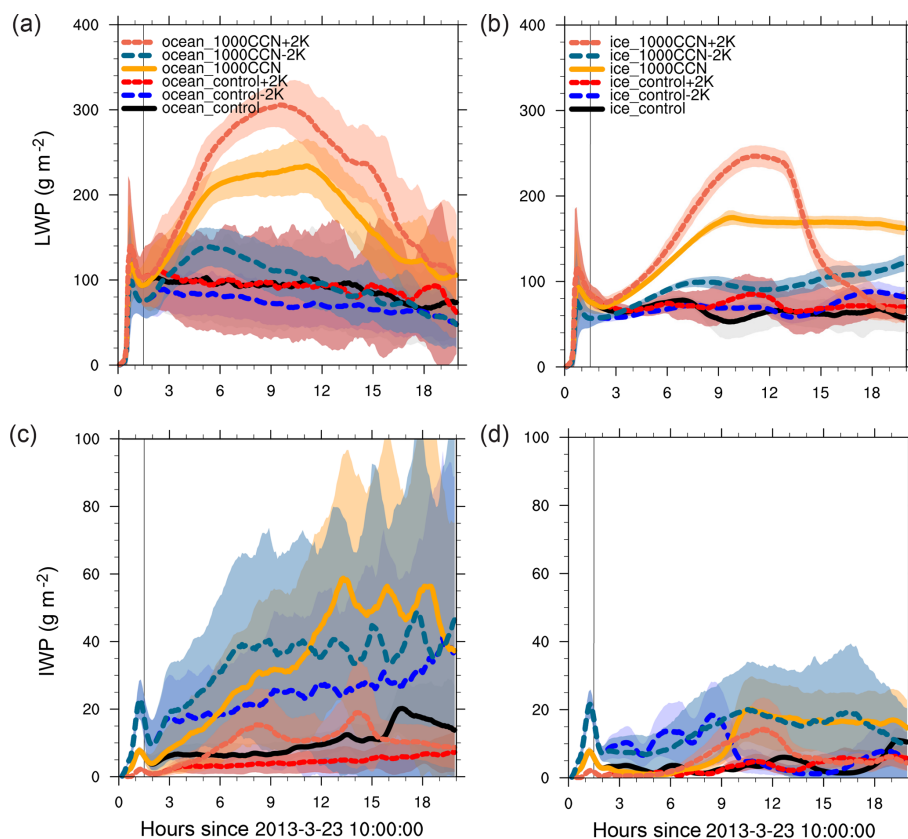 (a)
400
300
200
100
0
LWP (g m-2)
ocean_1000CCN+2K
ocean_1000CCN-2K
ocean_1000CCN
ocean_control+2K
ocean_control-2K
ocean_control
0 3 6 9 12 15 18
(b)
400
300
200
100
0
ice_1000CCN+2K
ice_1000CCN-2K
ice_1000CCN
ice_control+2K
ice_control-2K
ice_control
0 3 6 9 12 15 18
(c)
100
80
60
40
20
0
IWP (g m-2)
0 3 6 9 12 15 18
Hours since 2013-3-23 10:00:00
(d)
100
80
60
40
20
0
0 3 6 9 12 15 18
Hours since 2013-3-23 10:00:00